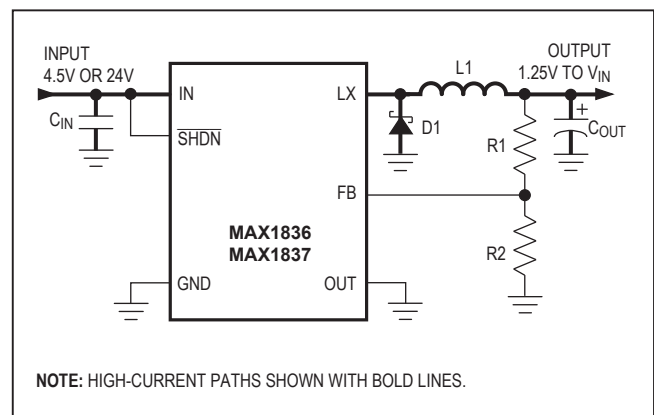 INPUT
4.5V OR 24V
OUTPUT
1.25V TO VIN
L1
IN
LX
CIN
SHDN
D1
R1
+
COUT
FB
MAX1836
MAX1837
R2
GND
OUT
NOTE: HIGH-CURRENT PATHS SHOWN WITH BOLD LINES.